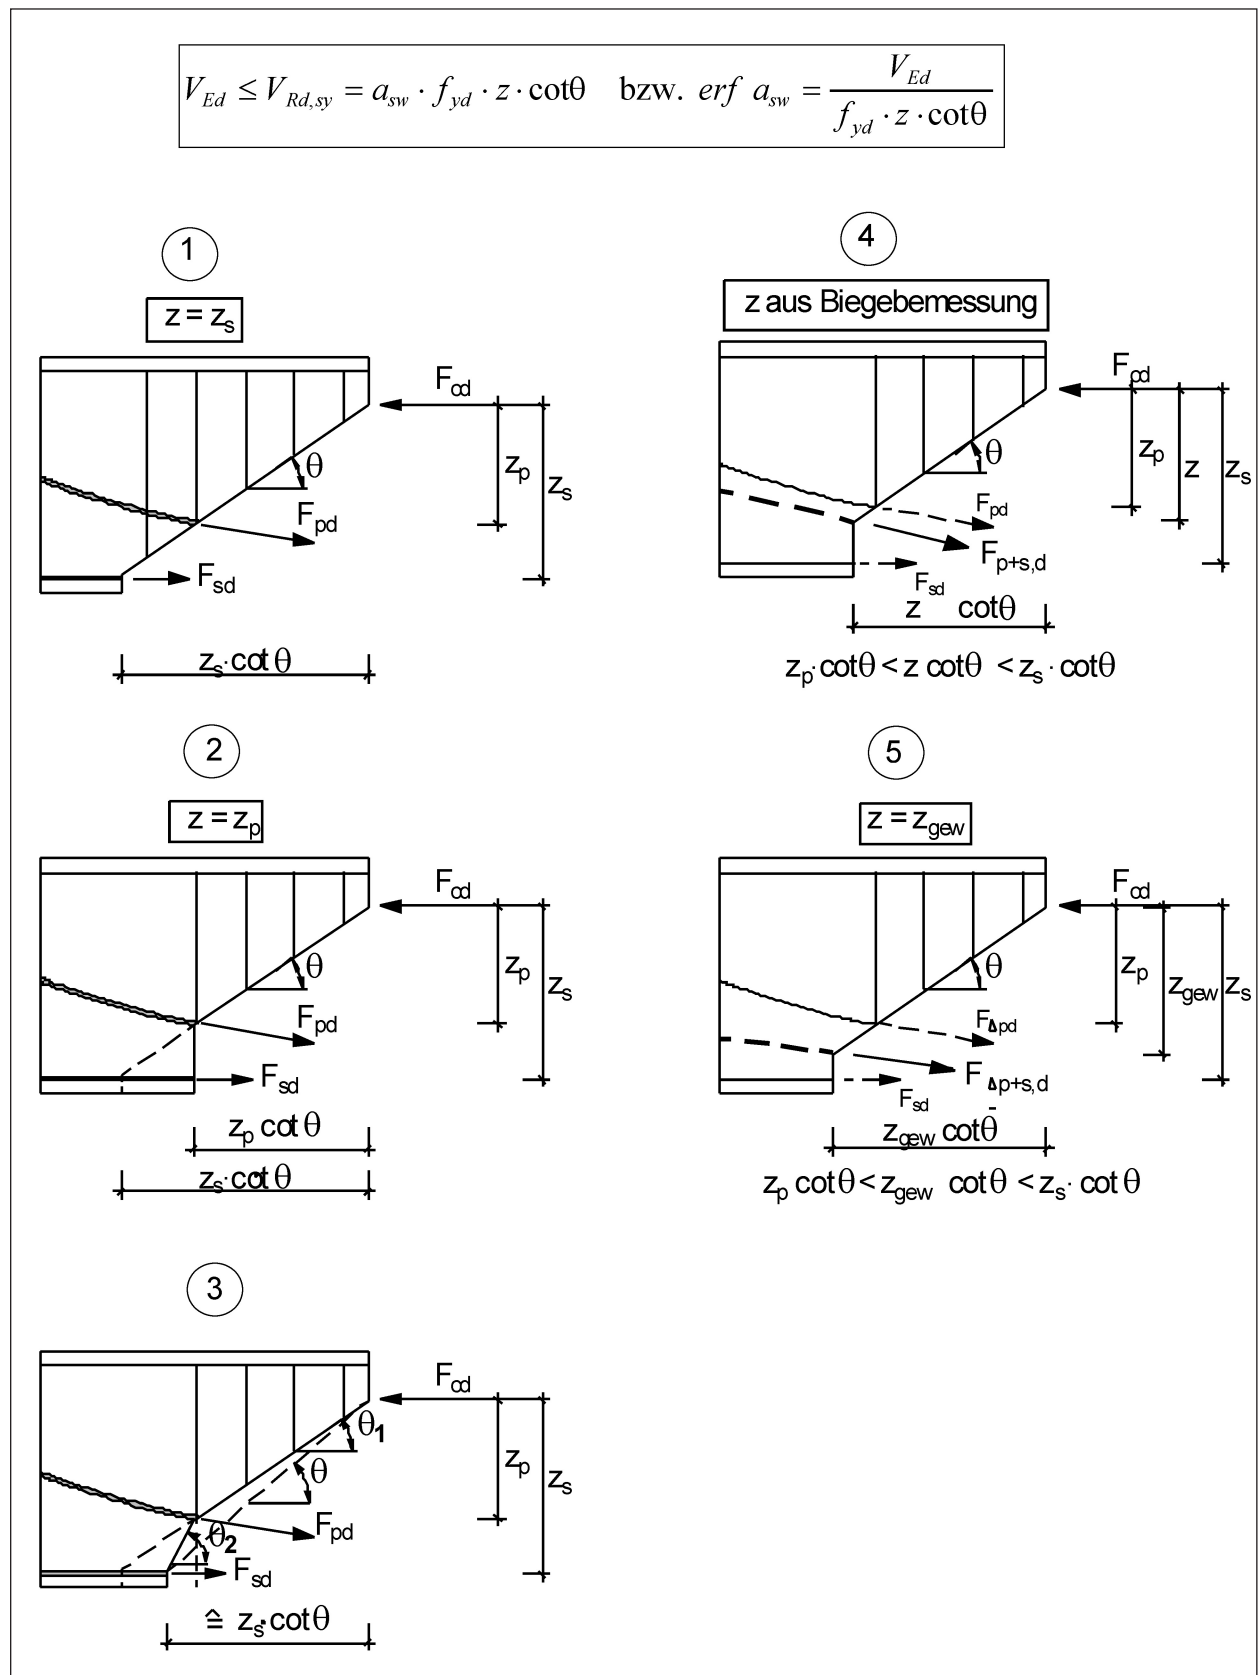 V_Ed ≤ V_Rd,sy = a_sw · f_yd · z · cotθ bzw. erf a_sw = V_Ed / (f_yd · z · cotθ)
1
z = z_s
F_cd
θ
z_p
z_s
F_pd
F_sd
z_s · cot θ
4
z aus Biegebemessung
F_cd
θ
z_p
z
z_s
F_pd
F_p+s,d
F_sd
z cotθ
z_p · cotθ < z cotθ < z_s · cotθ
2
z = z_p
F_cd
θ
z_p
z_s
F_pd
F_sd
z_p cot θ
z_s · cot θ
5
z = z_gew
F_cd
θ
z_p
z_gew
z_s
F_Δpd
F_Δp+s,d
F_sd
z_gew cotθ
z_p cotθ < z_gew cotθ < z_s · cotθ
3
F_cd
θ_1
z_p
z_s
θ
F_pd
θ_2
F_sd
≙ z_s · cotθ